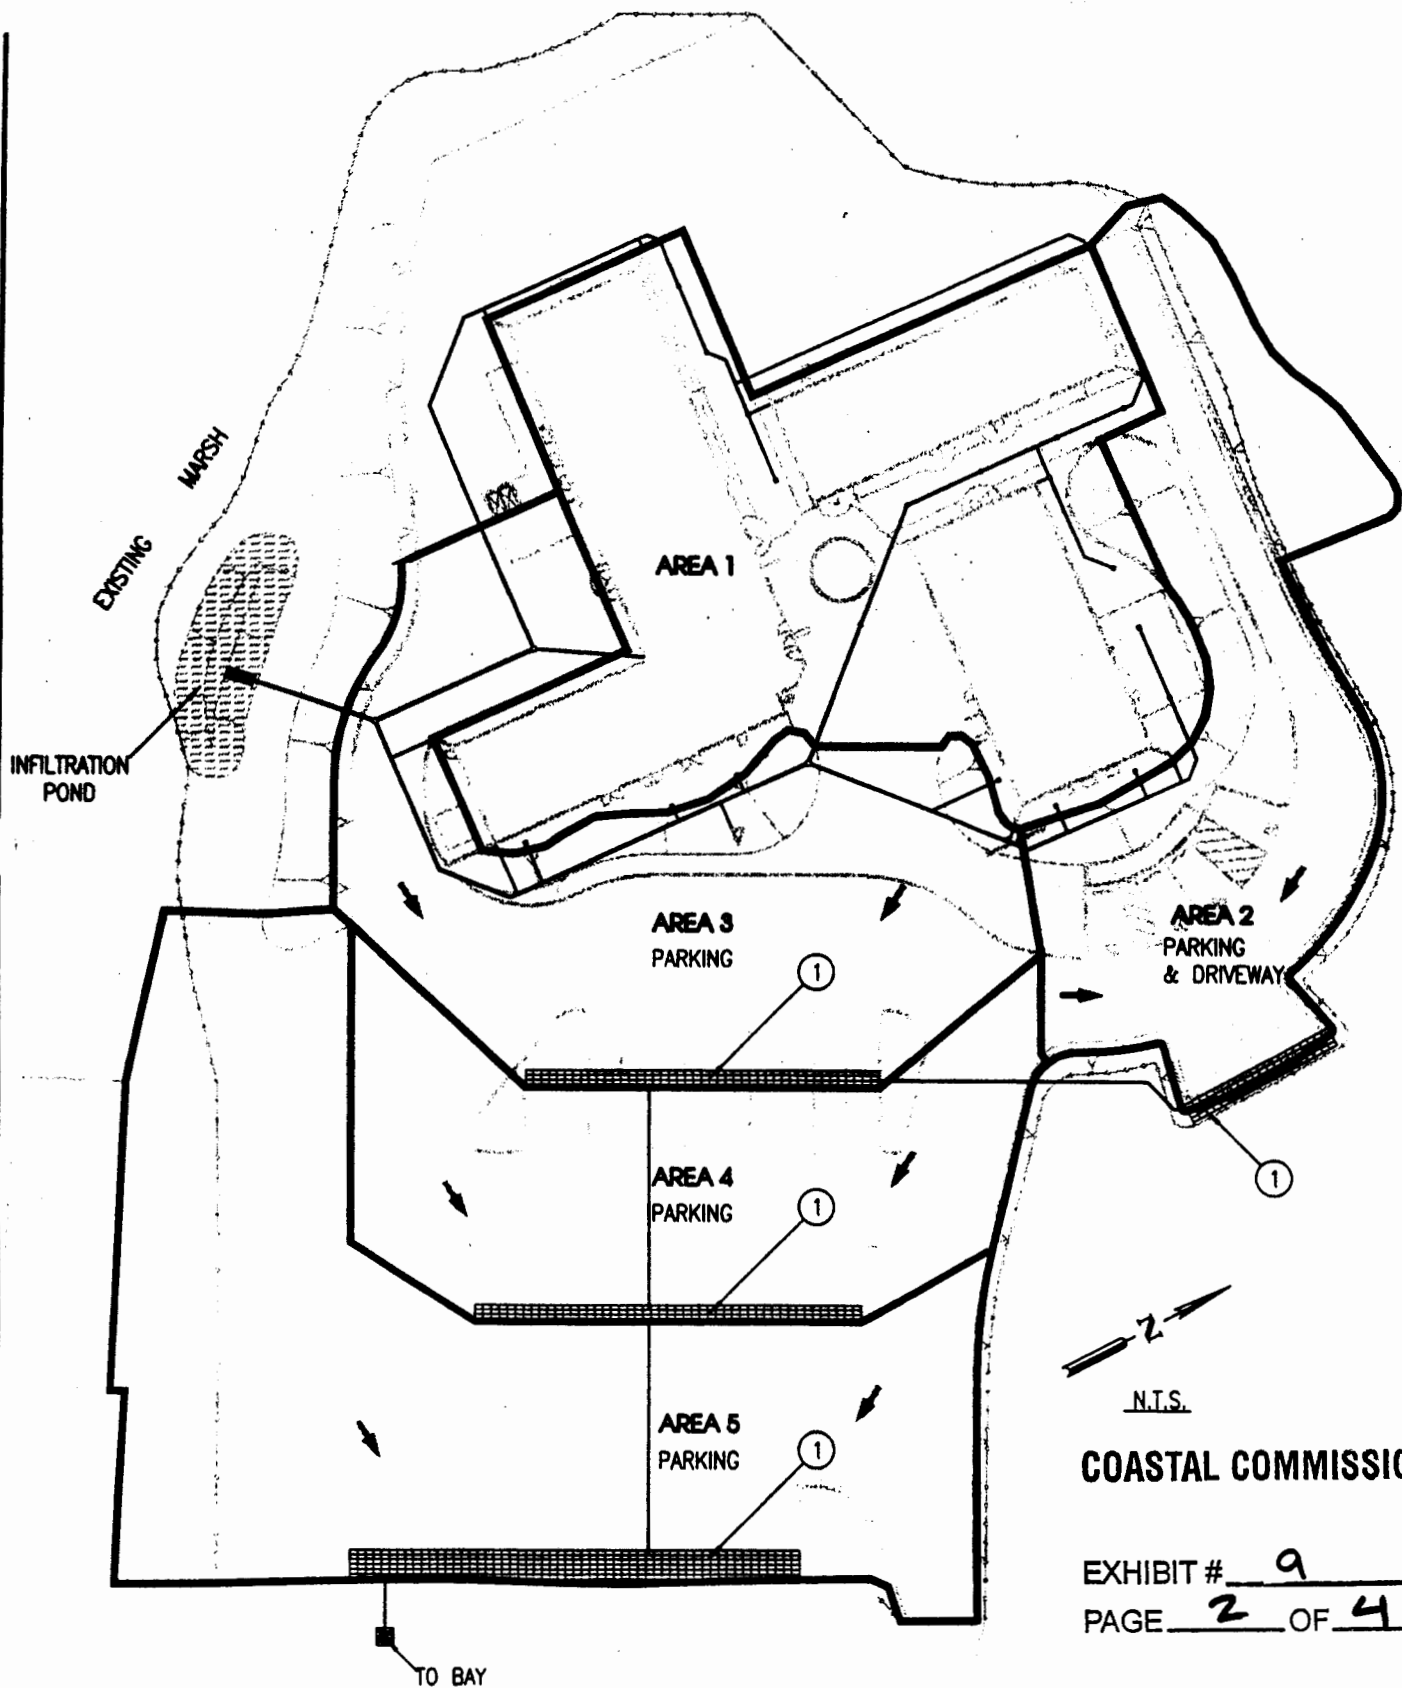 MARSH
EXISTING
AREA 1
INFILTRATION
POND
AREA 3
PARKING
1
AREA 2
PARKING
& DRIVEWAY
AREA 4
PARKING
1
1
Z
N.T.S.
AREA 5
PARKING
1
COASTAL COMMISSIO
EXHIBIT # 9
PAGE 2 OF 4
TO BAY